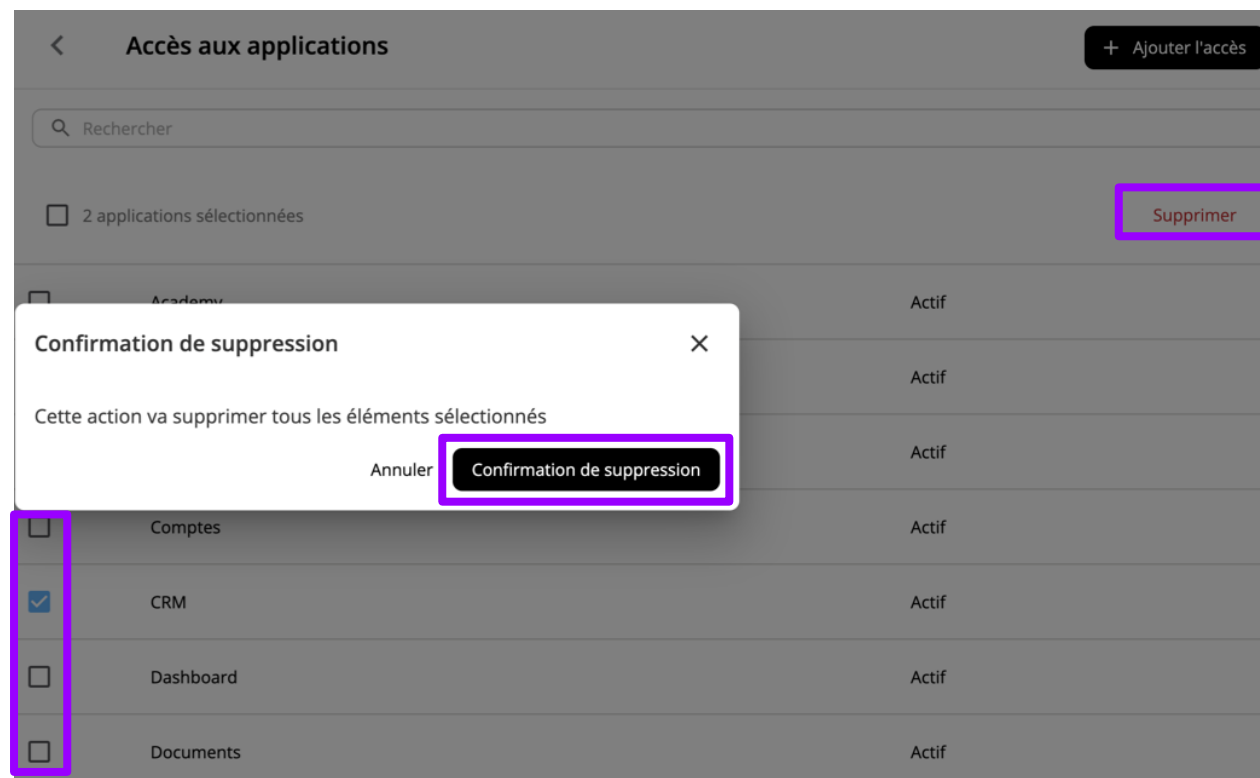 Accès aux applications
+ Ajouter l'accès
Rechercher
2 applications sélectionnées
Supprimer
Academy
Actif
Confirmation de suppression
Actif
Cette action va supprimer tous les éléments sélectionnés
Actif
Annuler
Confirmation de suppression
Comptes
Actif
CRM
Actif
Dashboard
Actif
Documents
Actif